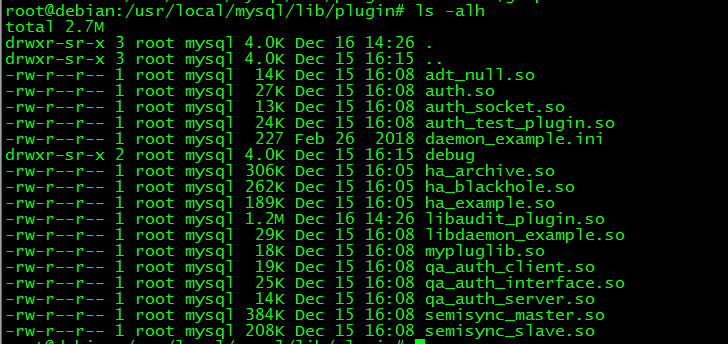 root@debian:/usr/local/mysql/lib/plugin# ls -alh
total 2.7M
drwxr-sr-x 3 root mysql 4.0K Dec 16 14:26 .
drwxr-sr-x 3 root mysql 4.0K Dec 15 16:15 ..
-rw-r--r-- 1 root mysql 14K Dec 15 16:08 adt_null.so
-rw-r--r-- 1 root mysql 27K Dec 15 16:08 auth.so
-rw-r--r-- 1 root mysql 13K Dec 15 16:08 auth_socket.so
-rw-r--r-- 1 root mysql 24K Dec 15 16:08 auth_test_plugin.so
-rw-r--r-- 1 root mysql 227 Feb 26 2018 daemon_example.ini
drwxr-sr-x 2 root mysql 4.0K Dec 15 16:15 debug
-rw-r--r-- 1 root mysql 306K Dec 15 16:05 ha_archive.so
-rw-r--r-- 1 root mysql 262K Dec 15 16:05 ha_blackhole.so
-rw-r--r-- 1 root mysql 189K Dec 15 16:05 ha_example.so
-rw-r--r-- 1 root mysql 1.2M Dec 16 14:26 libaudit_plugin.so
-rw-r--r-- 1 root mysql 29K Dec 15 16:08 libdaemon_example.so
-rw-r--r-- 1 root mysql 18K Dec 15 16:08 mypluglib.so
-rw-r--r-- 1 root mysql 19K Dec 15 16:08 qa_auth_client.so
-rw-r--r-- 1 root mysql 25K Dec 15 16:08 qa_auth_interface.so
-rw-r--r-- 1 root mysql 14K Dec 15 16:08 qa_auth_server.so
-rw-r--r-- 1 root mysql 384K Dec 15 16:08 semisync_master.so
-rw-r--r-- 1 root mysql 208K Dec 15 16:08 semisync_slave.so